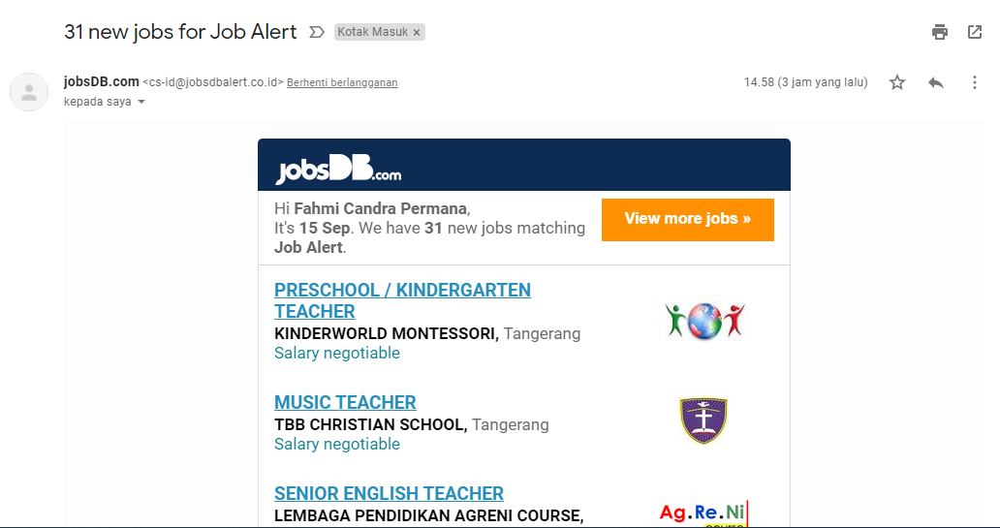 31 new jobs for Job Alert Kotak Masuk ×
jobsDB.com <cs-id@jobsdbalert.co.id> Berhenti berlangganan 14.58 (3 jam yang lalu)
kepada saya
jobsDB.com
Hi Fahmi Candra Permana,
It's 15 Sep. We have 31 new jobs matching
Job Alert.
View more jobs »
PRESCHOOL / KINDERGARTEN
TEACHER
KINDERWORLD MONTESSORI, Tangerang
Salary negotiable
MUSIC TEACHER
TBB CHRISTIAN SCHOOL, Tangerang
Salary negotiable
SENIOR ENGLISH TEACHER
LEMBAGA PENDIDIKAN AGRENI COURSE,
Ag.Re.Ni
course